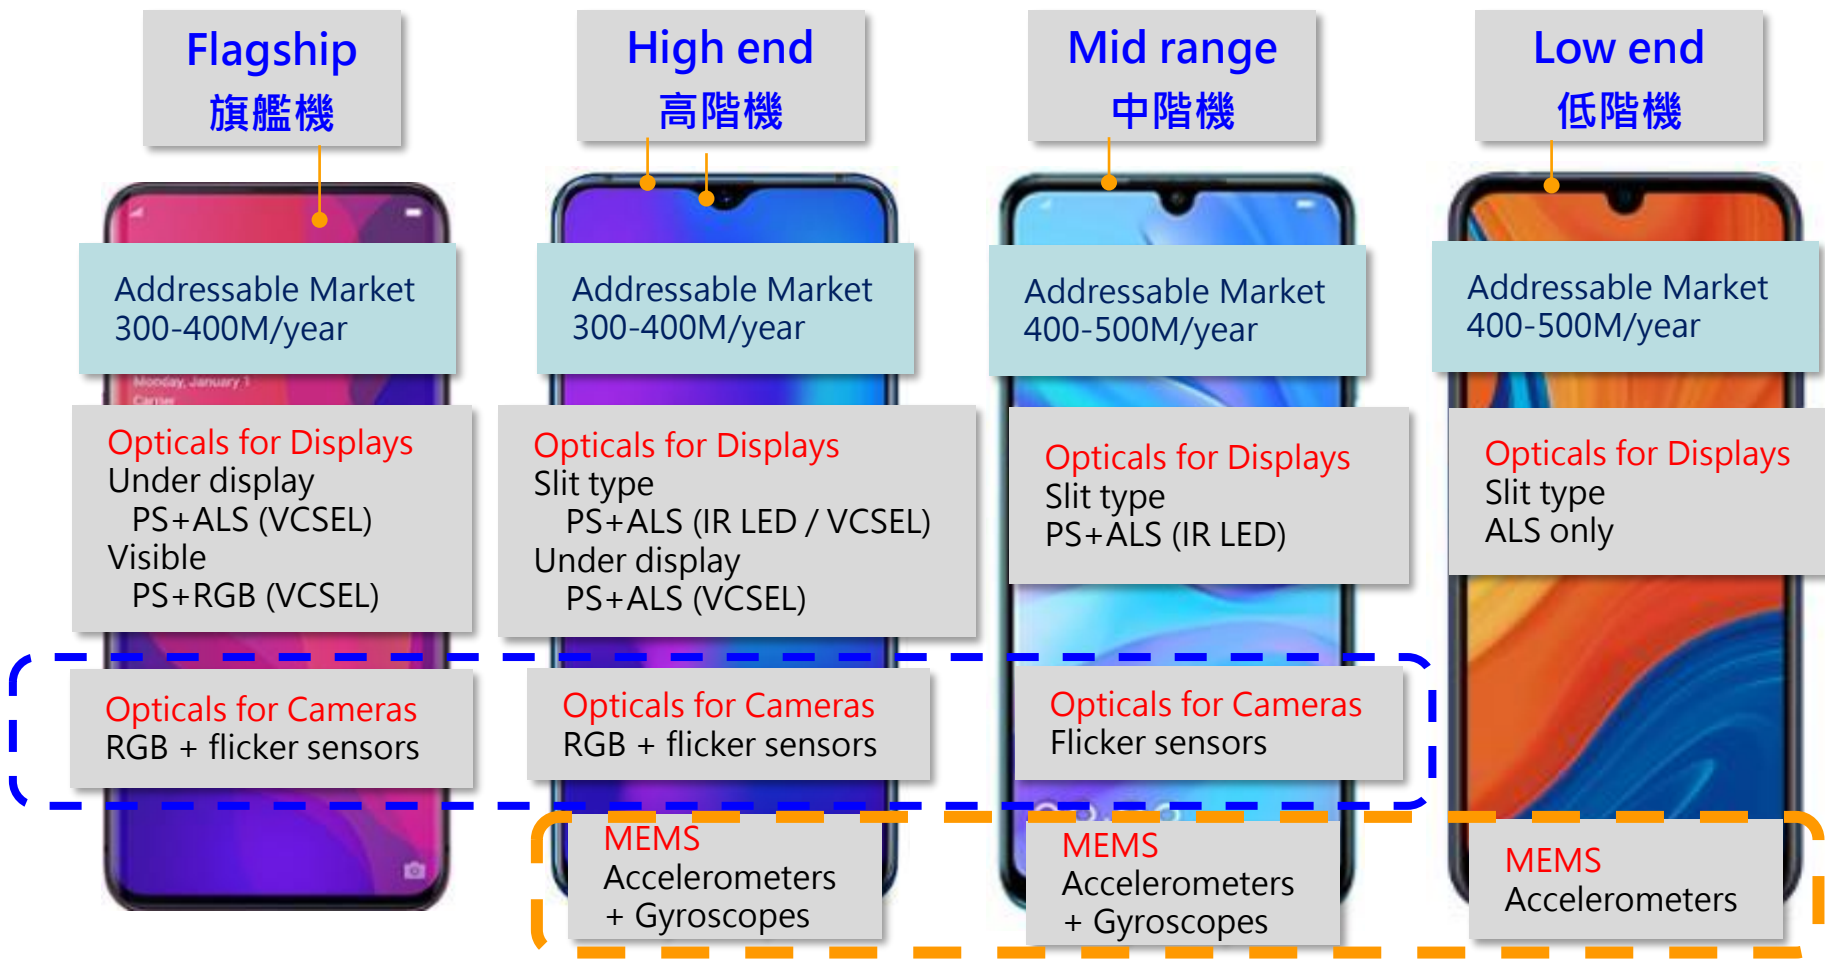 Flagship
旗艦機
High end
高階機
Mid range
中階機
Low end
低階機
Addressable Market
300-400M/year
Addressable Market
300-400M/year
Addressable Market
400-500M/year
Addressable Market
400-500M/year
Monday, January 1
Carrier
Opticals for Displays
Under display
PS+ALS (VCSEL)
Visible
PS+RGB (VCSEL)
Opticals for Displays
Slit type
PS+ALS (IR LED / VCSEL)
Under display
PS+ALS (VCSEL)
Opticals for Displays
Slit type
PS+ALS (IR LED)
Opticals for Displays
Slit type
ALS only
Opticals for Cameras
RGB + flicker sensors
Opticals for Cameras
RGB + flicker sensors
Opticals for Cameras
Flicker sensors
MEMS
Accelerometers
+ Gyroscopes
MEMS
Accelerometers
+ Gyroscopes
MEMS
Accelerometers